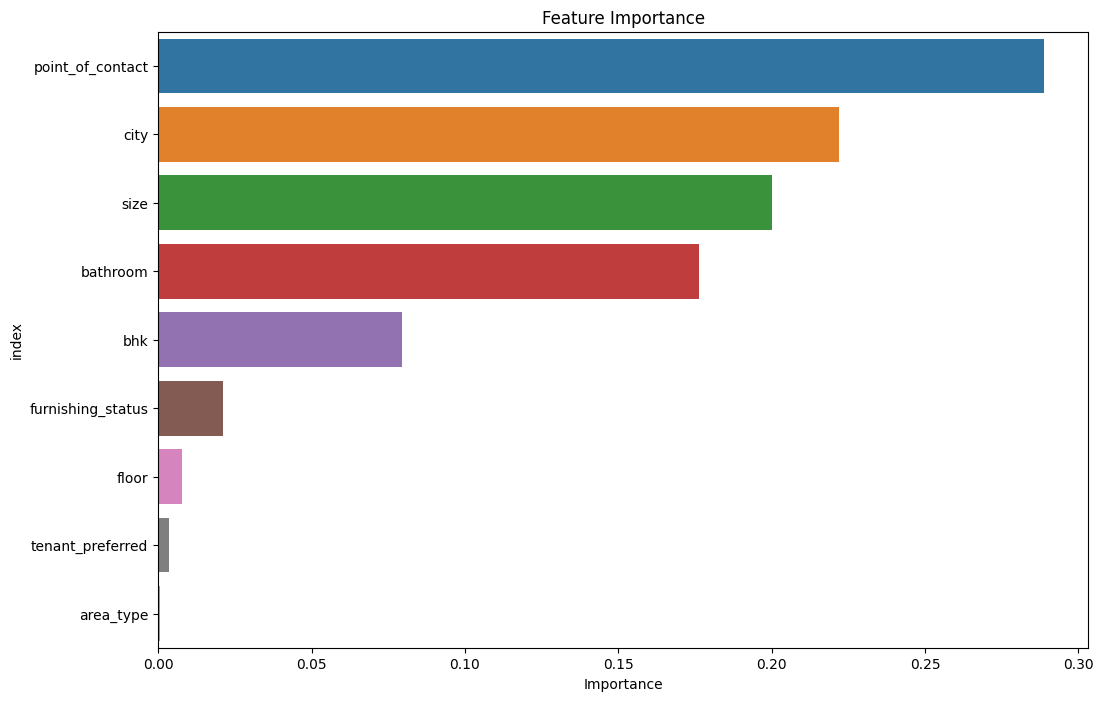 Feature Importance
point_of_contact
city
size
bathroom
bhk
furnishing_status
floor
tenant_preferred
area_type
index
0.00 0.05 0.10 0.15 0.20 0.25 0.30
Importance